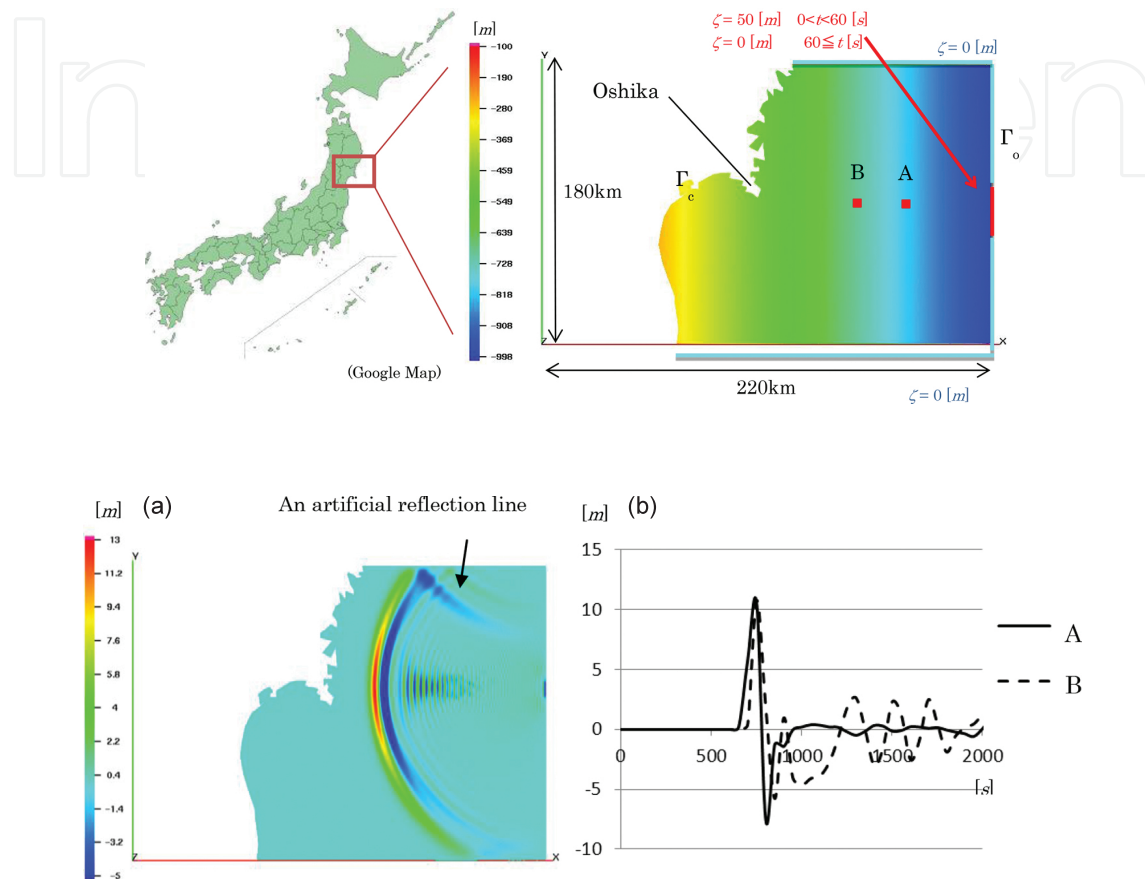 In
en
[m]
-100
-190
-280
-369
-459
-549
-639
-728
-818
-908
-998
(Google Map)
ζ = 50 [m] 0<t<60 [s]
ζ = 0 [m] 60≦t [s]
ζ = 0 [m]
Y
Oshika
Γo
Γc
B
A
180km
Z
X
220km
ζ = 0 [m]
[m] (a)
An artificial reflection line
13
11.2
9.4
7.6
5.8
4
2.2
0.4
-1.4
-3.2
-5
Y
X
[m] (b)
15
10
5
0
-5
-10
0 500 1000 1500 2000
[s]
A
B